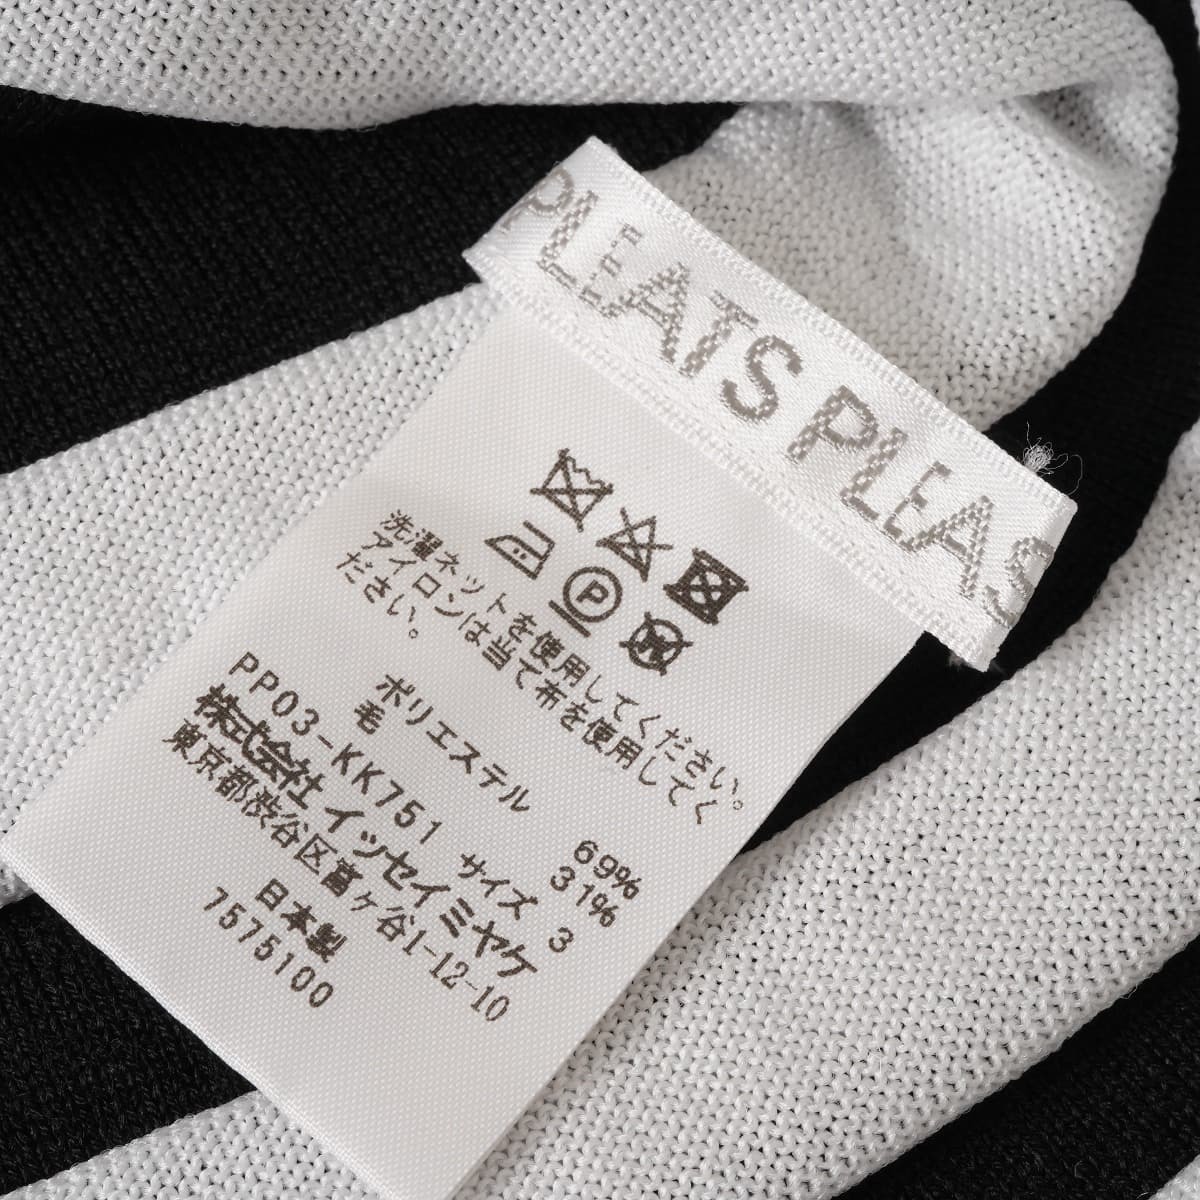 PLEATS PLEAS
P
洗濯ネットを使用してください。
アイロンは当て布を使用してく
ださい。
ポリエステル 69%
毛 31%
PP03-KK751 サイズ 3
株式会社 イッセイミヤケ
東京都渋谷区富ヶ谷1-12-10
日本製
7575100